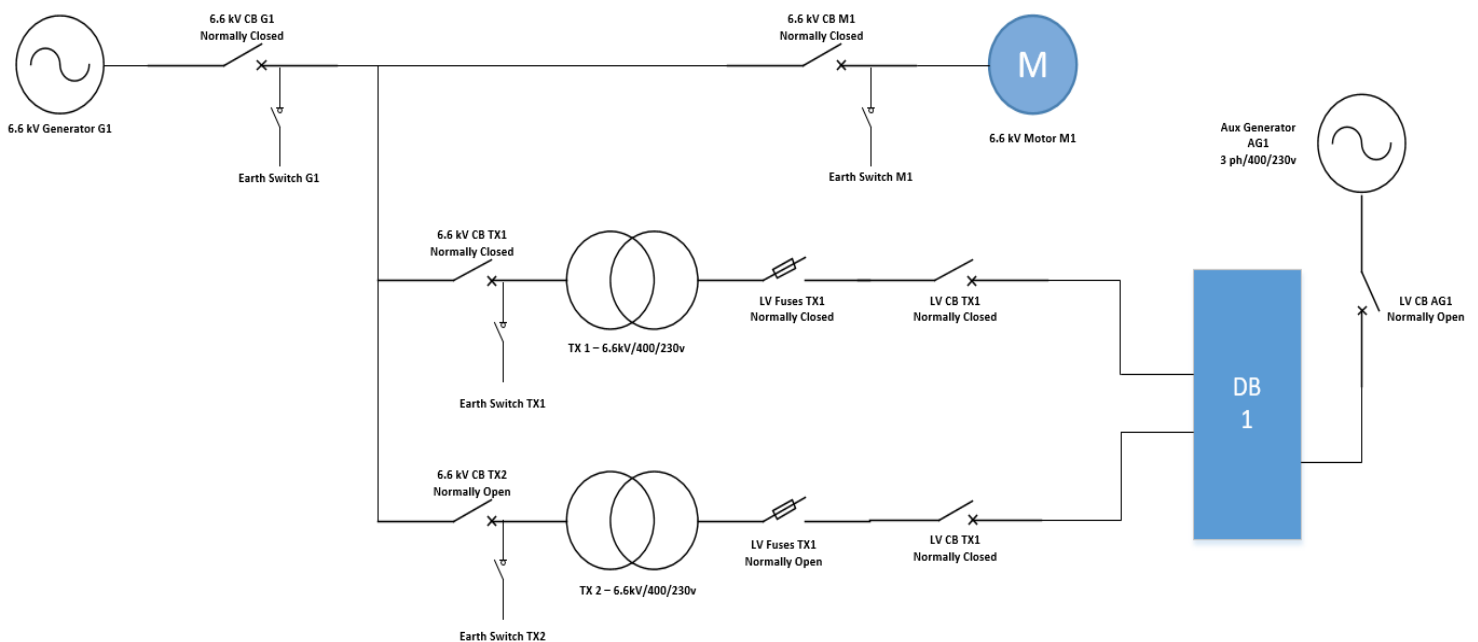 6.6 kV CB G1
Normally Closed
6.6 kV CB M1
Normally Closed
M
6.6 kV Generator G1
6.6 kV Motor M1
Aux Generator
AG1
3 ph/400/230v
Earth Switch G1
Earth Switch M1
6.6 kV CB TX1
Normally Closed
LV Fuses TX1
Normally Closed
LV CB TX1
Normally Closed
LV CB AG1
Normally Open
TX 1 – 6.6kV/400/230v
Earth Switch TX1
DB
1
6.6 kV CB TX2
Normally Open
LV Fuses TX1
Normally Open
LV CB TX1
Normally Closed
TX 2 – 6.6kV/400/230v
Earth Switch TX2